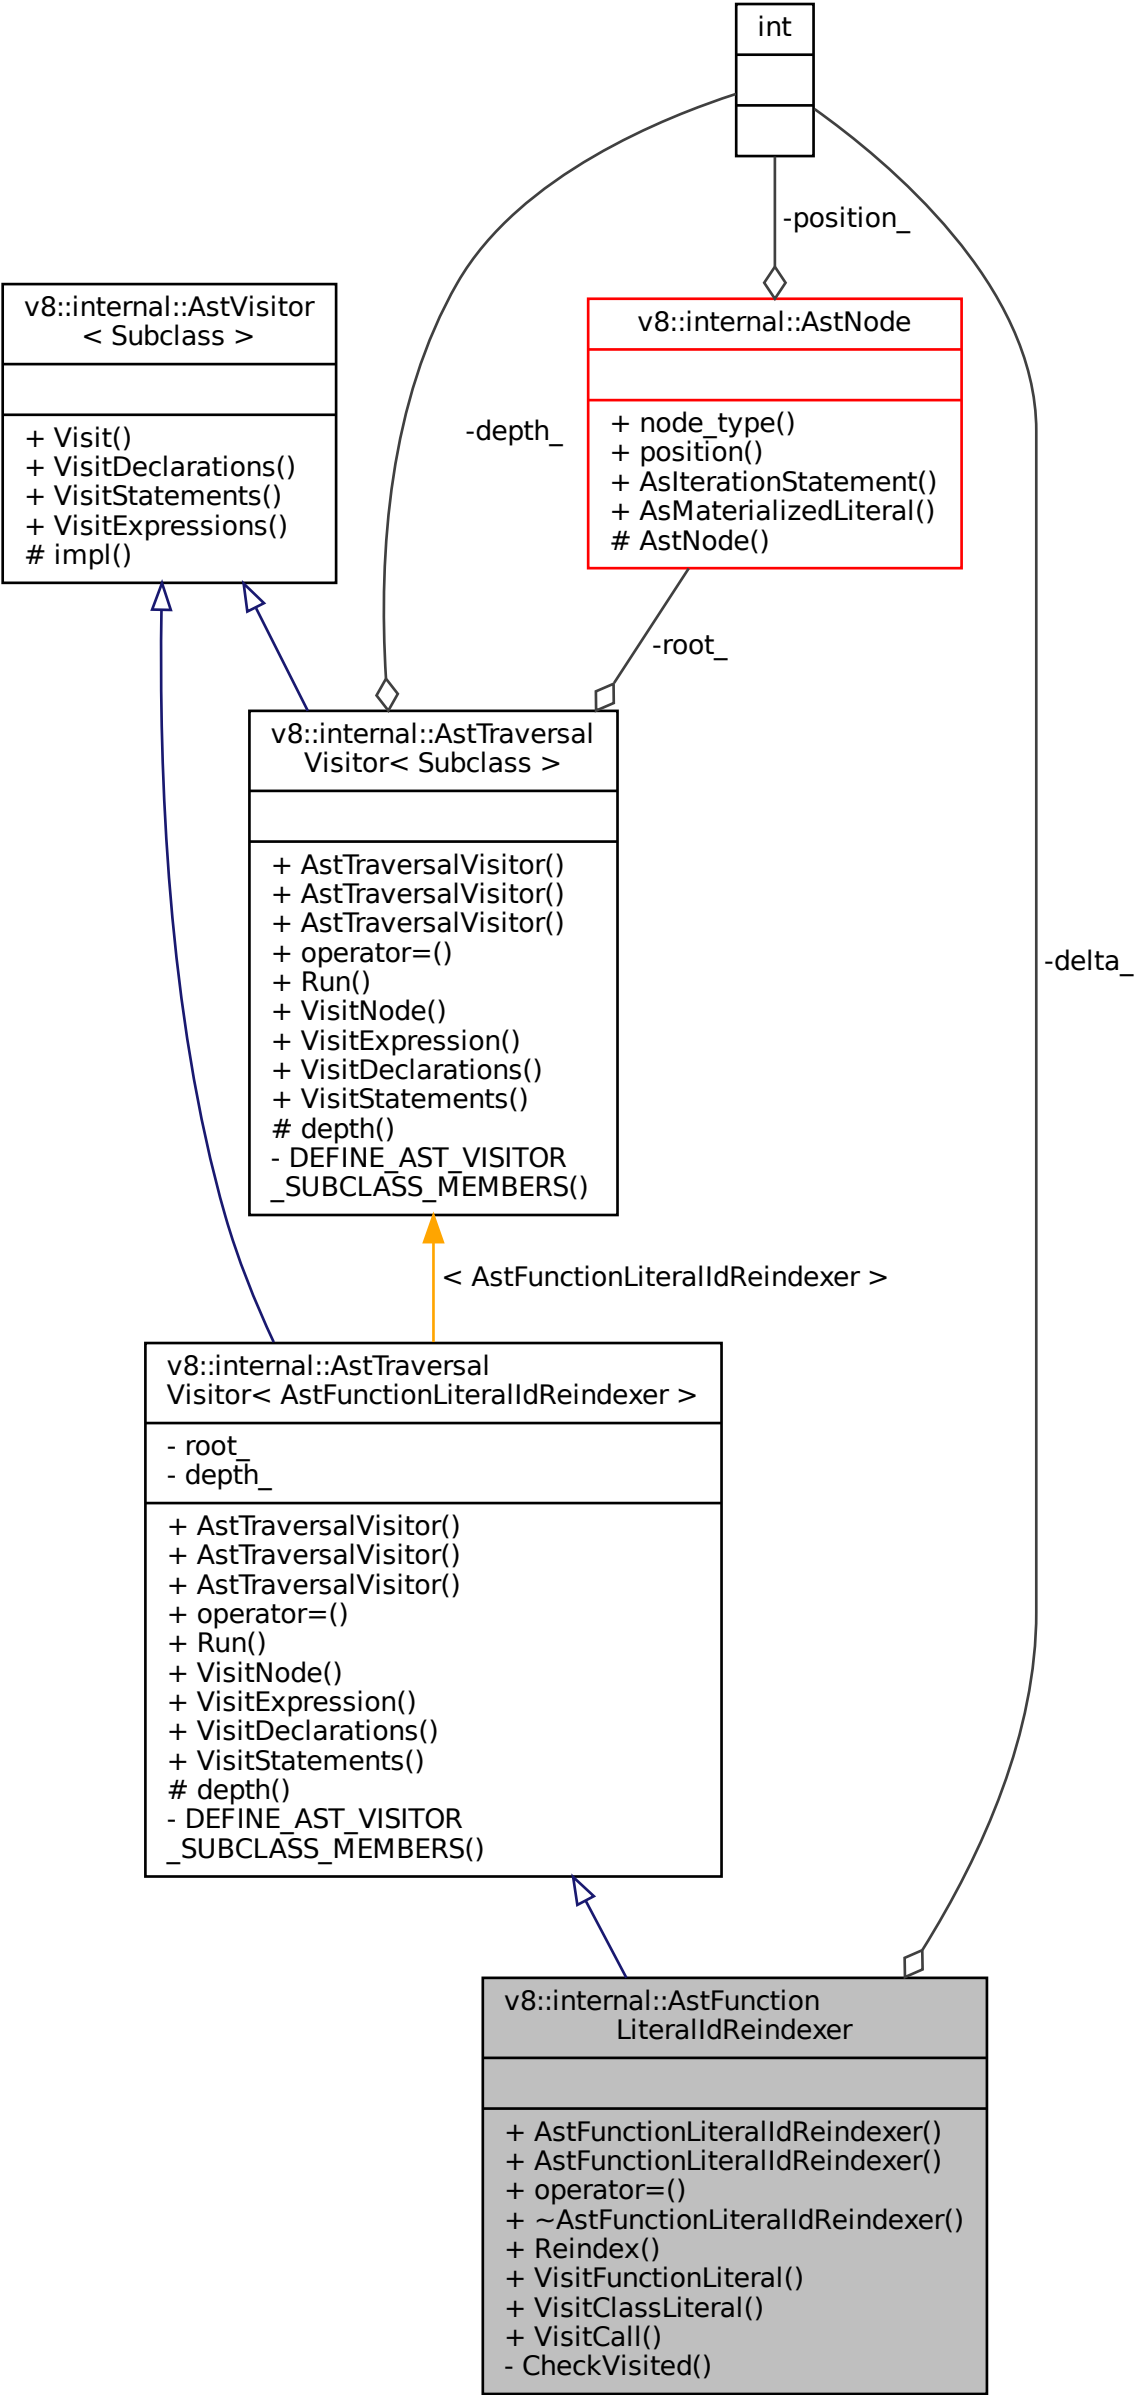 int
-position_
v8::internal::AstVisitor
< Subclass >
+ Visit()
+ VisitDeclarations()
+ VisitStatements()
+ VisitExpressions()
# impl()
-depth_
v8::internal::AstNode
+ node_type()
+ position()
+ AsIterationStatement()
+ AsMaterializedLiteral()
# AstNode()
-root_
v8::internal::AstTraversal
Visitor< Subclass >
+ AstTraversalVisitor()
+ AstTraversalVisitor()
+ AstTraversalVisitor()
+ operator=()
+ Run()
+ VisitNode()
+ VisitExpression()
+ VisitDeclarations()
+ VisitStatements()
# depth()
- DEFINE_AST_VISITOR
_SUBCLASS_MEMBERS()
-delta_
< AstFunctionLiteralIdReindexer >
v8::internal::AstTraversal
Visitor< AstFunctionLiteralIdReindexer >
- root_
- depth_
+ AstTraversalVisitor()
+ AstTraversalVisitor()
+ AstTraversalVisitor()
+ operator=()
+ Run()
+ VisitNode()
+ VisitExpression()
+ VisitDeclarations()
+ VisitStatements()
# depth()
- DEFINE_AST_VISITOR
_SUBCLASS_MEMBERS()
v8::internal::AstFunction
LiteralIdReindexer
+ AstFunctionLiteralIdReindexer()
+ AstFunctionLiteralIdReindexer()
+ operator=()
+ ~AstFunctionLiteralIdReindexer()
+ Reindex()
+ VisitFunctionLiteral()
+ VisitClassLiteral()
+ VisitCall()
- CheckVisited()